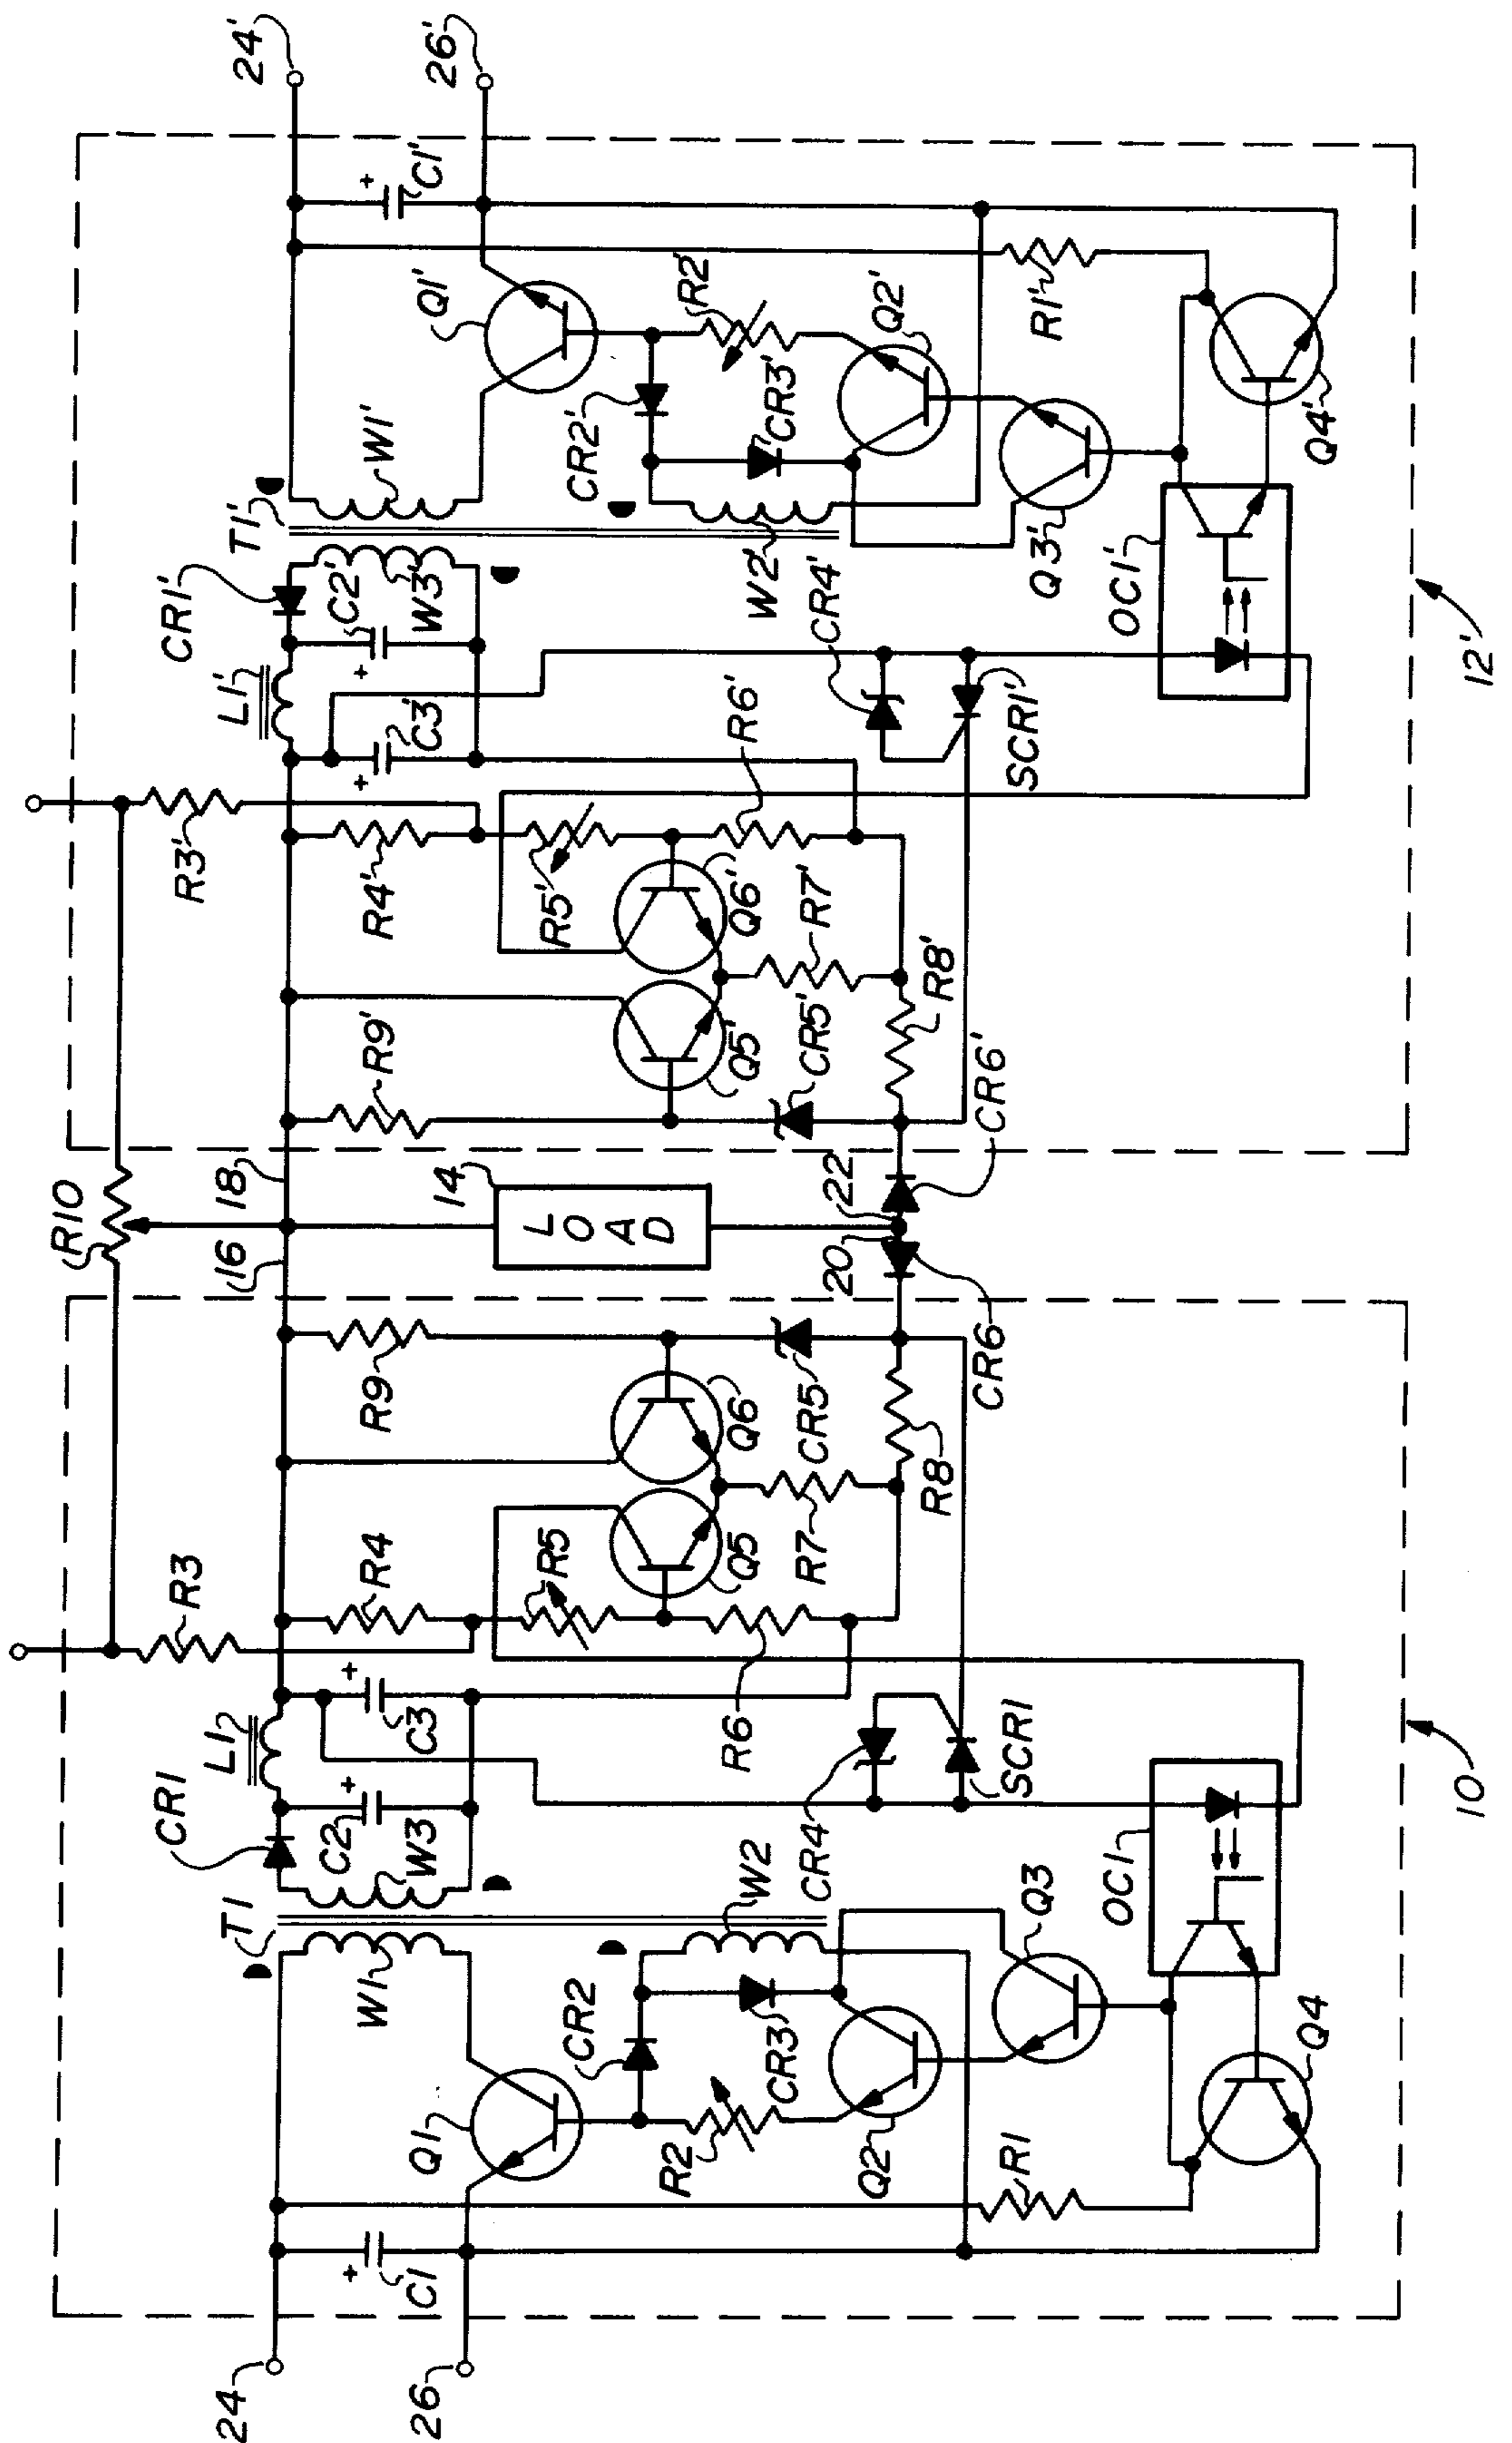 24
26
C1
Q1
R1
R2
Q2
CR2
CR3
Q3
Q4
T1
W1
W2
W3
OC1
CR1
C2
L1
C3
CR4
SCR1
R3
R4
R5
R6
Q5
Q6
R7
R8
R9
CR5
CR6
10
R10
16
18
14
LOAD
20
22
R9'
Q5'
Q6'
CR5'
CR6'
R7'
R8'
R3'
R4'
R5'
R6'
L1'
C3'
CR1'
C2'
W3'
T1'
CR4'
SCR1'
W1'
W2'
CR2'
CR3'
Q1'
R2'
Q2'
Q3'
OC1'
R1'
Q4'
C1'
24'
26'
12'